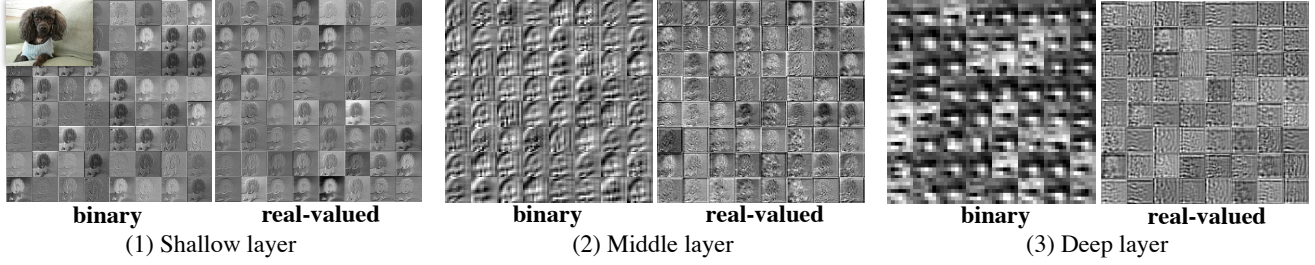 binary real-valued binary real-valued binary real-valued
(1) Shallow layer (2) Middle layer (3) Deep layer